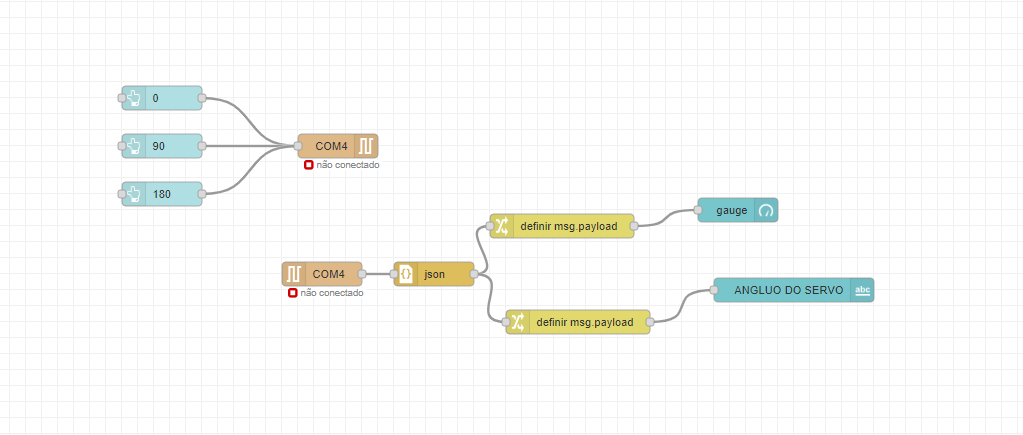 0
90
COM4
não conectado
180
gauge
definir msg.payload
COM4
não conectado
json
ANGLUO DO SERVO
abc
definir msg.payload